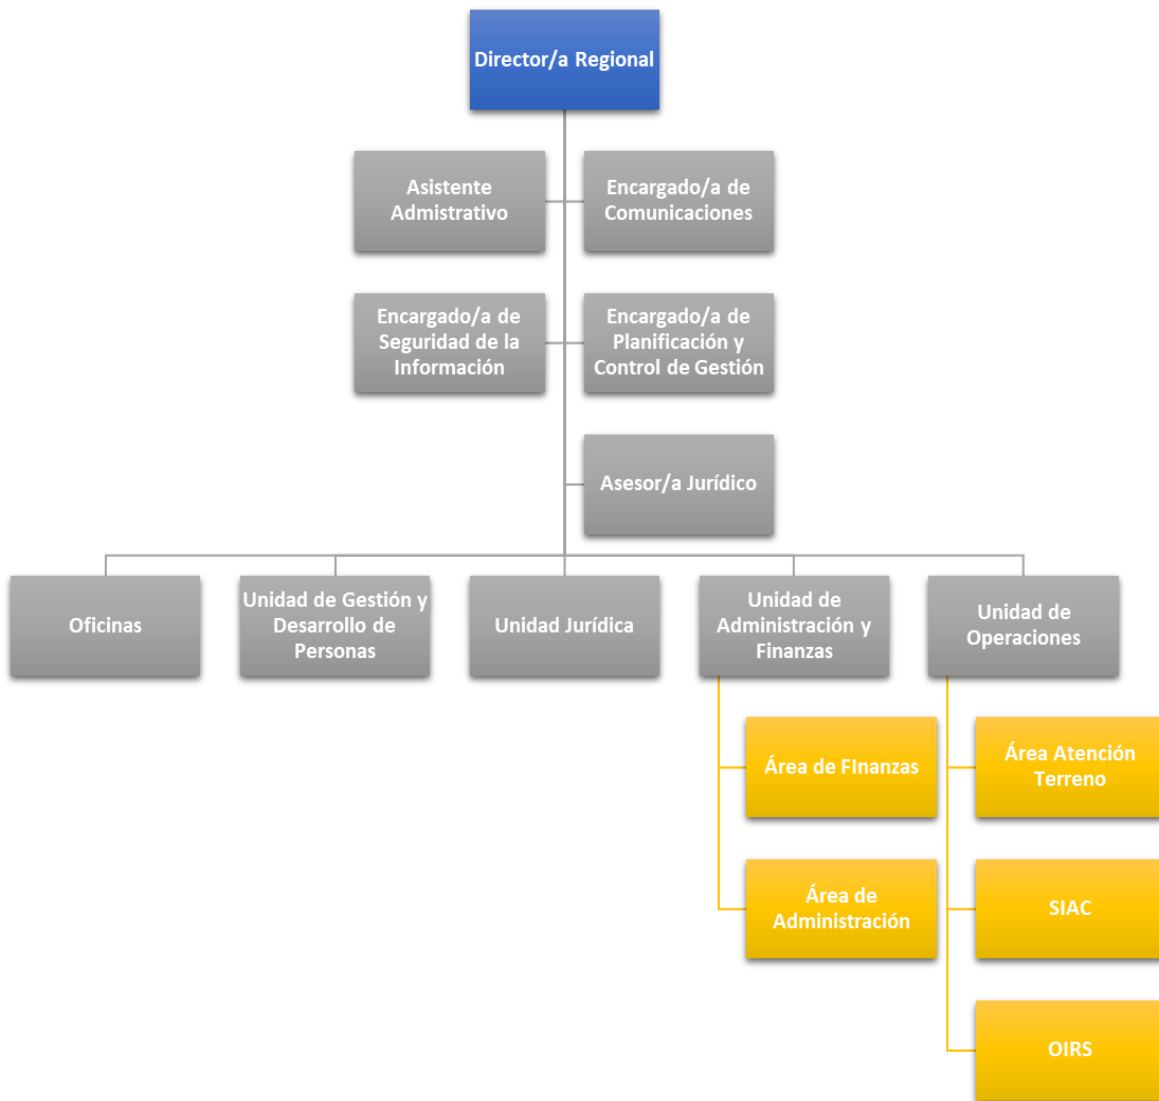 Director/a Regional
Asistente
Admistrativo
Encargado/a de
Comunicaciones
Encargado/a de
Seguridad de la
Información
Encargado/a de
Planificación y
Control de Gestión
Asesor/a Jurídico
Oficinas
Unidad de Gestión y
Desarrollo de
Personas
Unidad Jurídica
Unidad de
Administración y
Finanzas
Unidad de
Operaciones
Área de FInanzas
Área de
Administración
Área Atención
Terreno
SIAC
OIRS